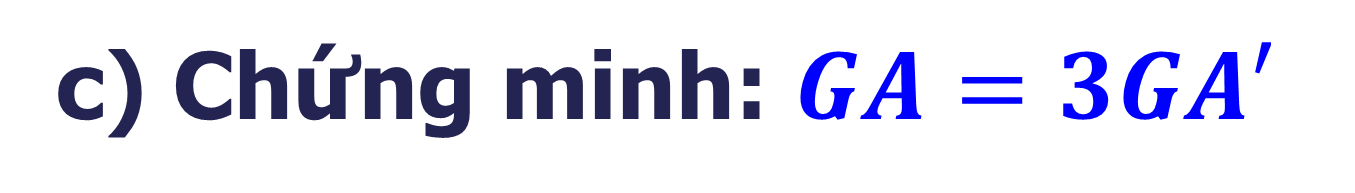 c) Chứng minh: GA = 3GA′